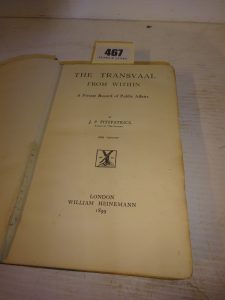 467
THE TRANSVAAL
FROM WITHIN
A Private Record of Public Affairs
BY
J. P. FITZPATRICK
LONDON
WILLIAM HEINEMANN
1899